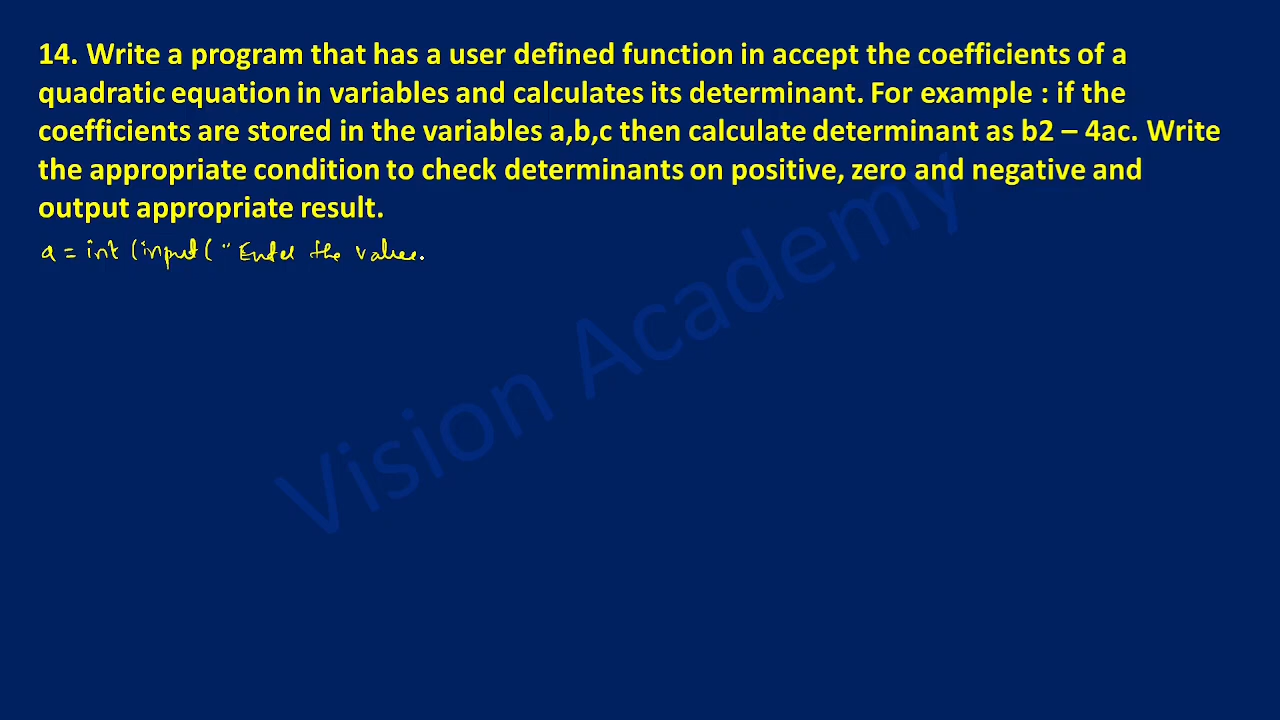 14. Write a program that has a user defined function in accept the coefficients of a
quadratic equation in variables and calculates its determinant. For example : if the
coefficients are stored in the variables a,b,c then calculate determinant as b2 – 4ac. Write
the appropriate condition to check determinants on positive, zero and negative and
output appropriate result.
a = int (input( "Enter the value.
Vision Academy